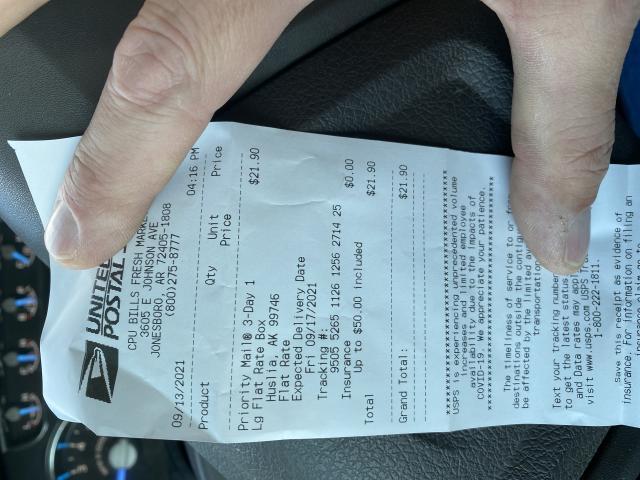 UNITED
POSTAL
CPU BILLS FRESH
3605 E JOHNSON AVE
JONESBORO, AR 72405-1808
(800)275-8777
09/13/2021 04:16 PM
Product Qty Unit Price
Price
Priority Mail® 3-Day 1 $21.90
Lg Flat Rate Box
Huslia, AK 99746
Flat Rate
Expected Delivery Date
Fri 09/17/2021
Tracking #:
9505 5265 1126 1256 2714 25
Insurance $0.00
Up to $50.00 included
Total $21.90
Grand Total: $21.90
USPS is experiencing unprecedented volume
increases and limited employee
availability due to the impacts of
COVID-19. We appreciate your patience.
The timeliness of service to or
destinations outside the
be affected by the limited
transportation
Text your tracking number
to get the latest status
and Data rates may
visit www.usps.com USPS
1-800-222-1811.
Save this receipt as evidence of
insurance. For information on filing an